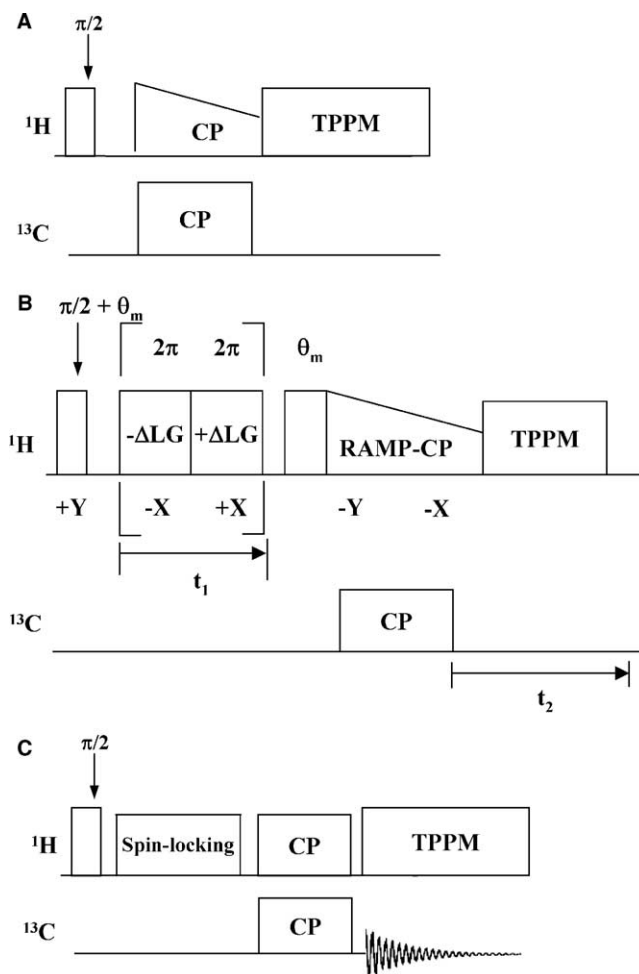 A
π/2
¹H
CP
TPPM
¹³C
CP
B
π/2 + θₘ
2π 2π
θₘ
¹H
-ΔLG +ΔLG
RAMP-CP
TPPM
+Y -X +X -Y -X
t₁
¹³C
CP
t₂
C
π/2
¹H
Spin-locking
CP
TPPM
¹³C
CP